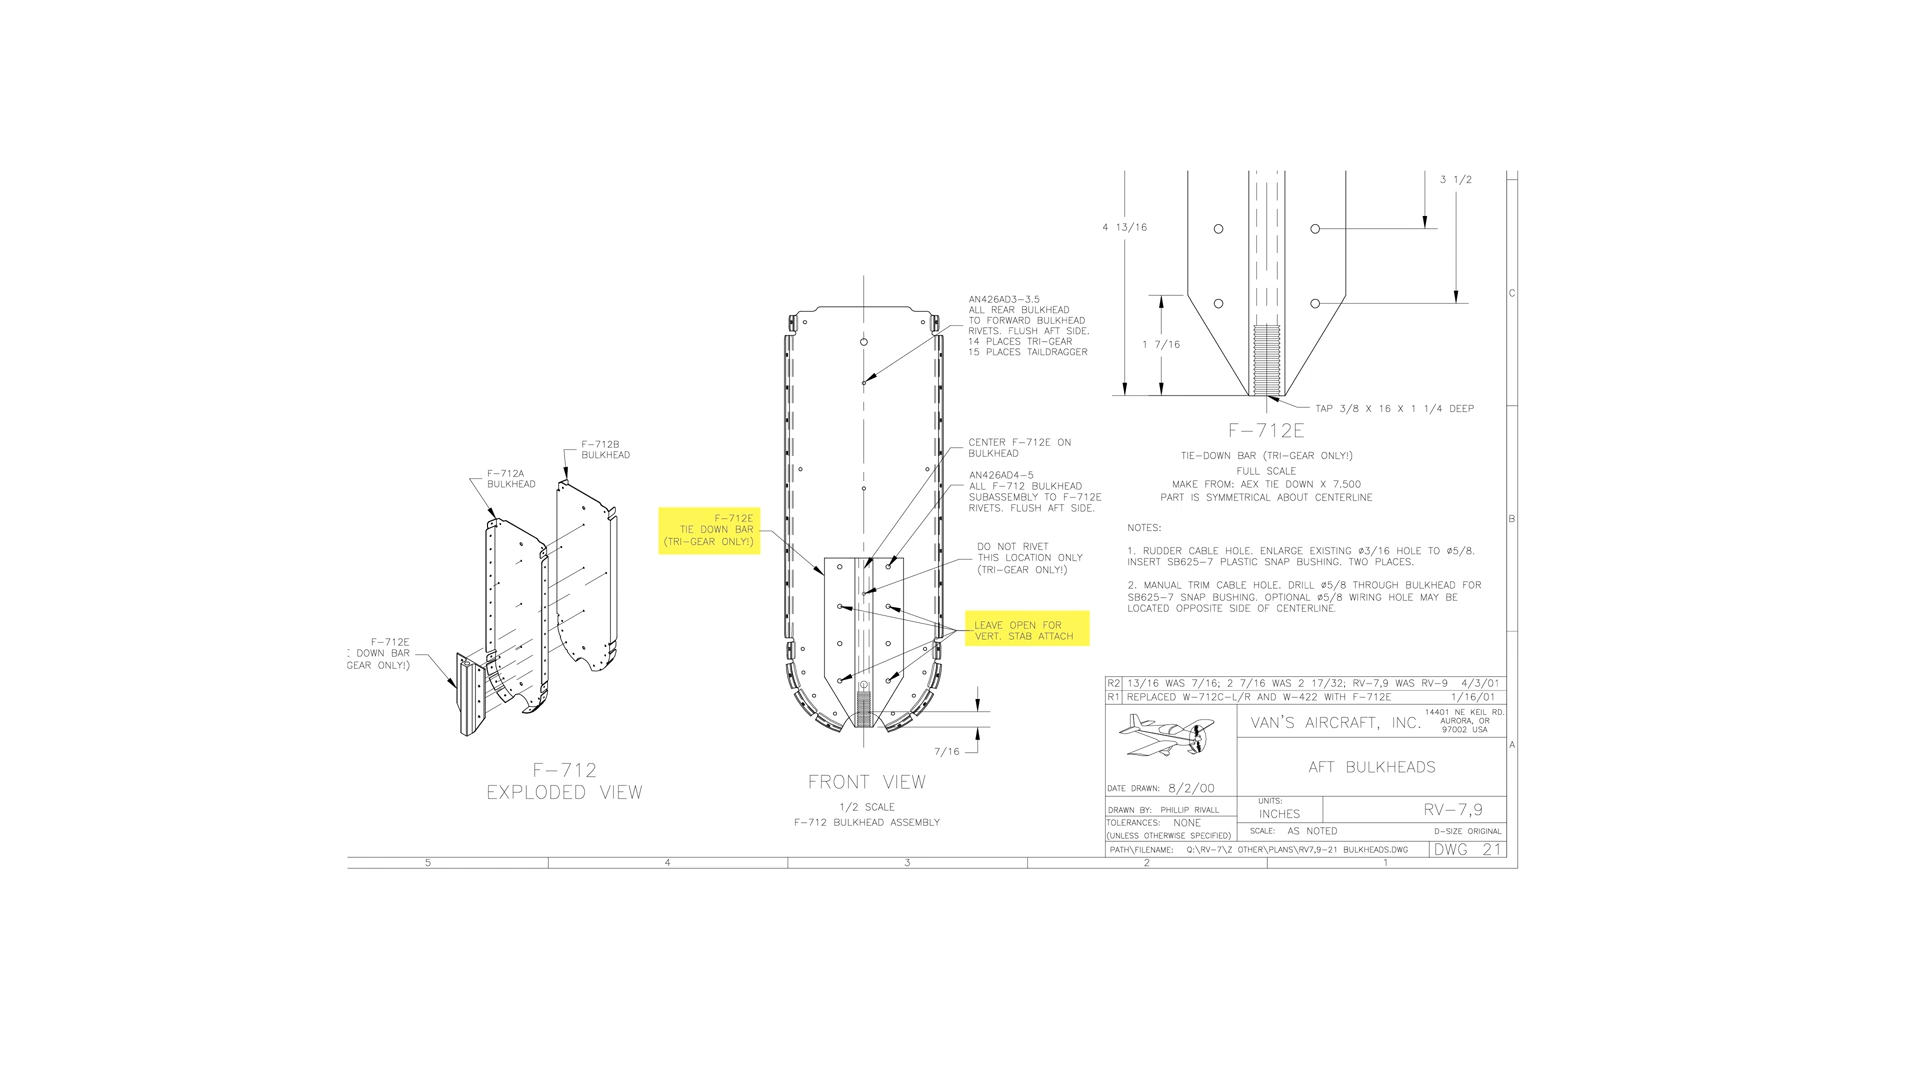 3 1/2
4 13/16
C
AN426AD3-3.5
ALL REAR BULKHEAD
TO FORWARD BULKHEAD
RIVETS. FLUSH AFT SIDE.
14 PLACES TRI-GEAR
15 PLACES TAILDRAGGER
1 7/16
TAP 3/8 X 16 X 1 1/4 DEEP
F-712E
TIE-DOWN BAR (TRI-GEAR ONLY!)
FULL SCALE
MAKE FROM: AEX TIE DOWN X 7.500
PART IS SYMMETRICAL ABOUT CENTERLINE
F-712B
BULKHEAD
F-712A
BULKHEAD
CENTER F-712E ON
BULKHEAD
AN426AD4-5
ALL F-712 BULKHEAD
SUBASSEMBLY TO F-712E
RIVETS. FLUSH AFT SIDE.
F-712E
TIE DOWN BAR
(TRI-GEAR ONLY!)
B
DO NOT RIVET
THIS LOCATION ONLY
(TRI-GEAR ONLY!)
NOTES:
1. RUDDER CABLE HOLE. ENLARGE EXISTING ø3/16 HOLE TO ø5/8.
INSERT SB625-7 PLASTIC SNAP BUSHING. TWO PLACES.
2. MANUAL TRIM CABLE HOLE. DRILL ø5/8 THROUGH BULKHEAD FOR
SB625-7 SNAP BUSHING. OPTIONAL ø5/8 WIRING HOLE MAY BE
LOCATED OPPOSITE SIDE OF CENTERLINE.
LEAVE OPEN FOR
VERT. STAB ATTACH
F-712E
DOWN BAR
GEAR ONLY!)
7/16
F-712
EXPLODED VIEW
FRONT VIEW
1/2 SCALE
F-712 BULKHEAD ASSEMBLY
R2 13/16 WAS 7/16; 2 7/16 WAS 2 17/32; RV-7,9 WAS RV-9 4/3/01
R1 REPLACED W-712C-L/R AND W-422 WITH F-712E 1/16/01
VAN'S AIRCRAFT, INC.
14401 NE KEIL RD.
AURORA, OR
97002 USA
A
AFT BULKHEADS
DATE DRAWN: 8/2/00
DRAWN BY: PHILLIP RIVALL
UNITS:
INCHES
RV-7,9
TOLERANCES: NONE
(UNLESS OTHERWISE SPECIFIED)
SCALE: AS NOTED
D-SIZE ORIGINAL
PATH\FILENAME: Q:\RV-7\Z OTHER\PLANS\RV7,9-21 BULKHEADS.DWG
DWG 21
5 4 3 2 1